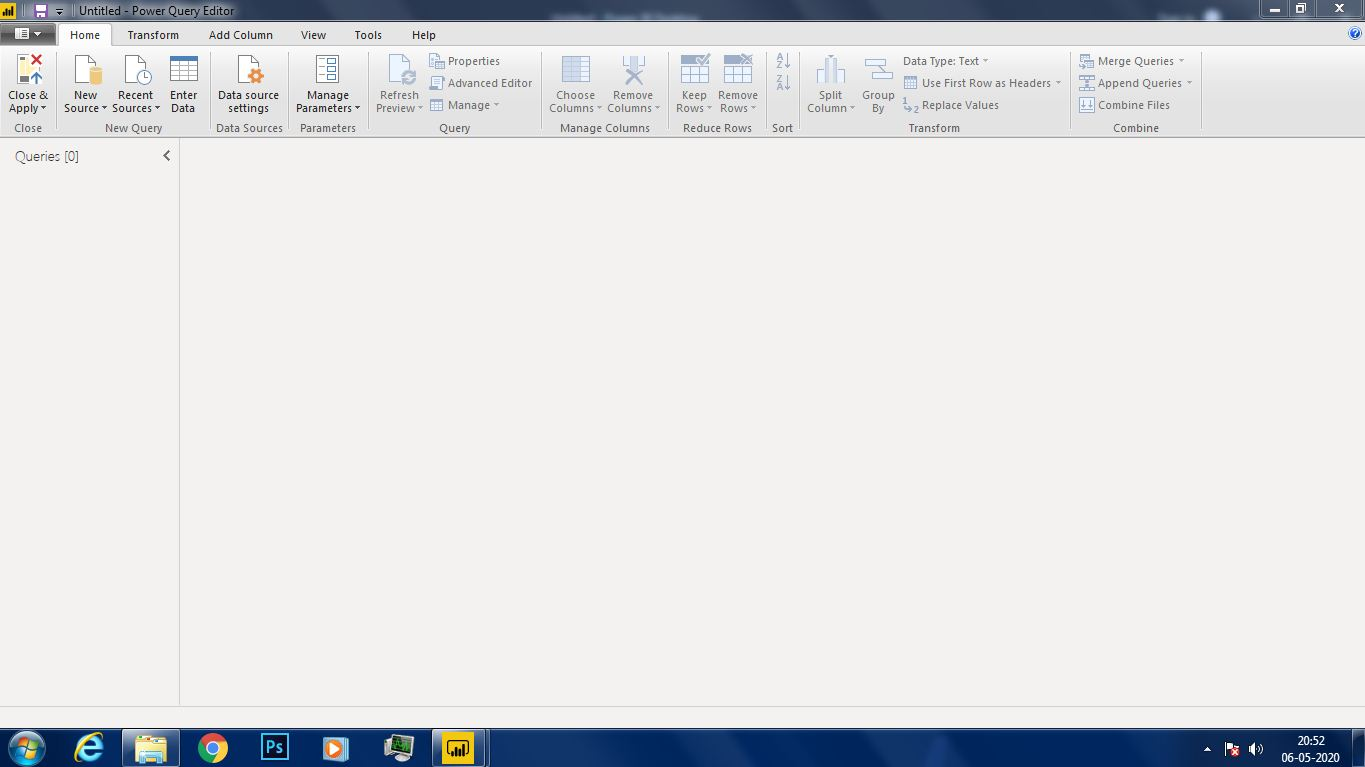 Untitled - Power Query Editor
Home Transform Add Column View Tools Help
Close & Apply
New Source
Recent Sources
Enter Data
Data source settings
Manage Parameters
Refresh Preview
Properties
Advanced Editor
Manage
Choose Columns
Remove Columns
Keep Rows
Remove Rows
A Z
Z A
Split Column
Group By
Data Type: Text
Use First Row as Headers
1 2 Replace Values
Merge Queries
Append Queries
Combine Files
Close New Query Data Sources Parameters Query Manage Columns Reduce Rows Sort Transform Combine
Queries [0]
Ps
20:52
06-05-2020